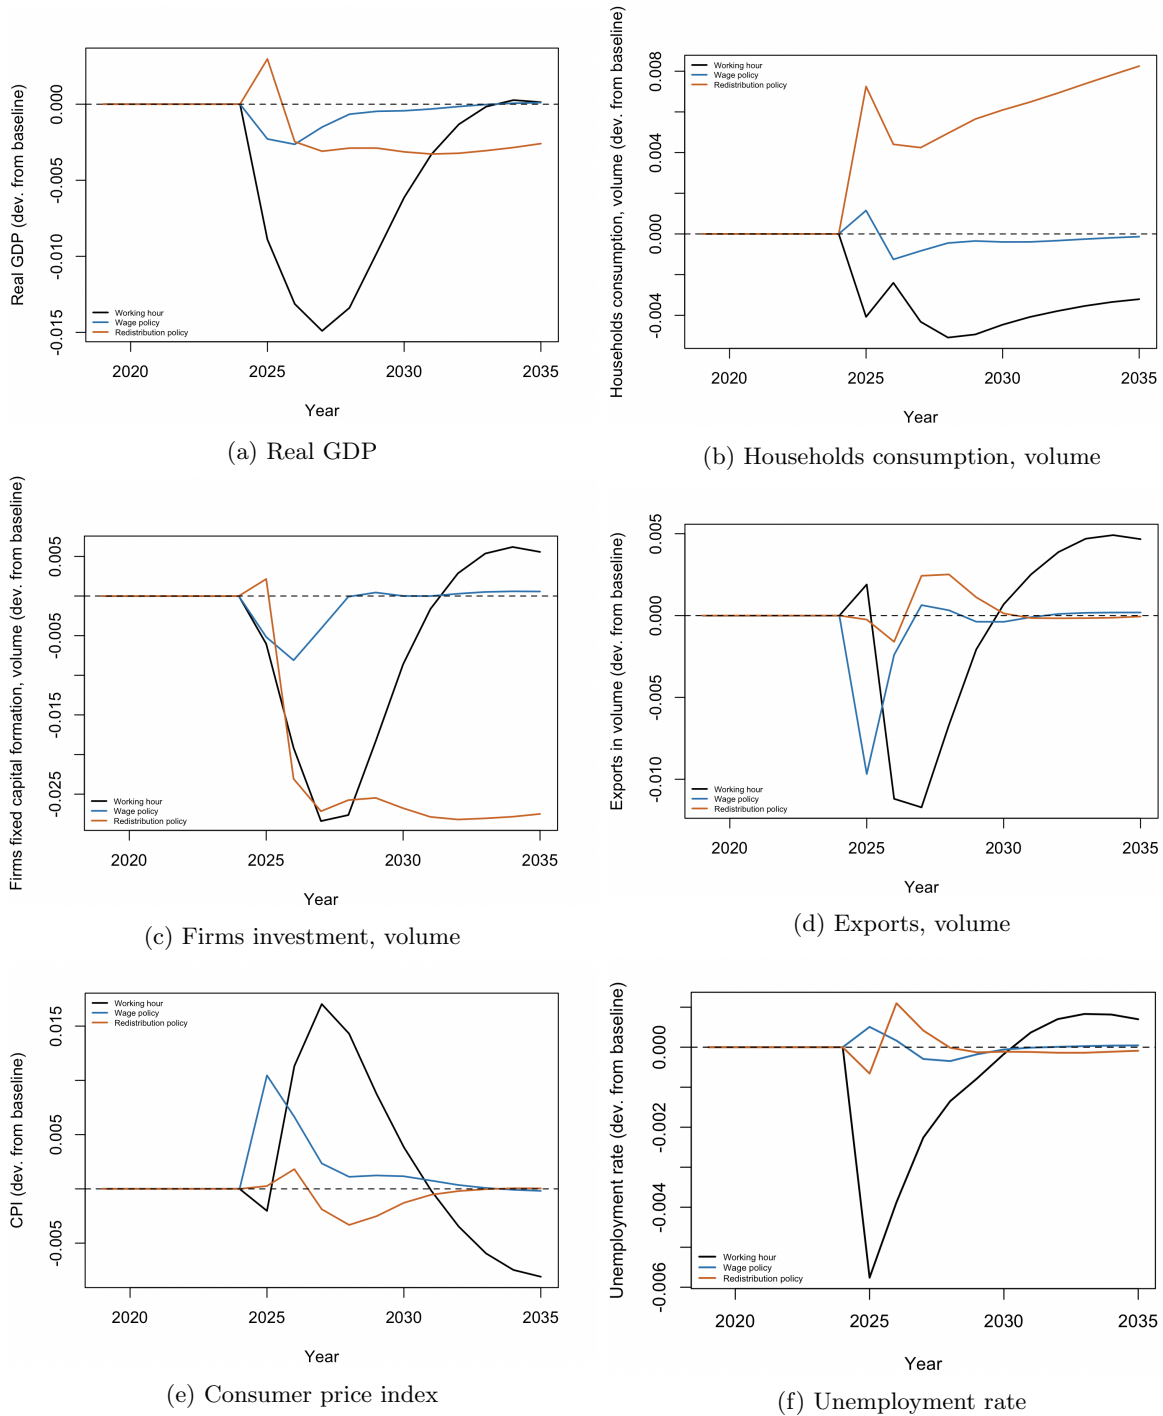 Real GDP (dev. from baseline)
0.000
-0.005
-0.010
-0.015
Working hour
Wage policy
Redistribution policy
2020 2025 2030 2035
Year
(a) Real GDP
Households consumption, volume (dev. from baseline)
0.008
0.004
0.000
-0.004
Working hour
Wage policy
Redistribution policy
2020 2025 2030 2035
Year
(b) Households consumption, volume
Firms fixed capital formation, volume (dev. from baseline)
0.005
-0.005
-0.015
-0.025
Working hour
Wage policy
Redistribution policy
2020 2025 2030 2035
Year
(c) Firms investment, volume
Exports in volume (dev. from baseline)
0.005
0.000
-0.005
-0.010
Working hour
Wage policy
Redistribution policy
2020 2025 2030 2035
Year
(d) Exports, volume
CPI (dev. from baseline)
0.015
0.005
-0.005
Working hour
Wage policy
Redistribution policy
2020 2025 2030 2035
Year
(e) Consumer price index
Unemployment rate (dev. from baseline)
0.000
-0.002
-0.004
-0.006
Working hour
Wage policy
Redistribution policy
2020 2025 2030 2035
Year
(f) Unemployment rate